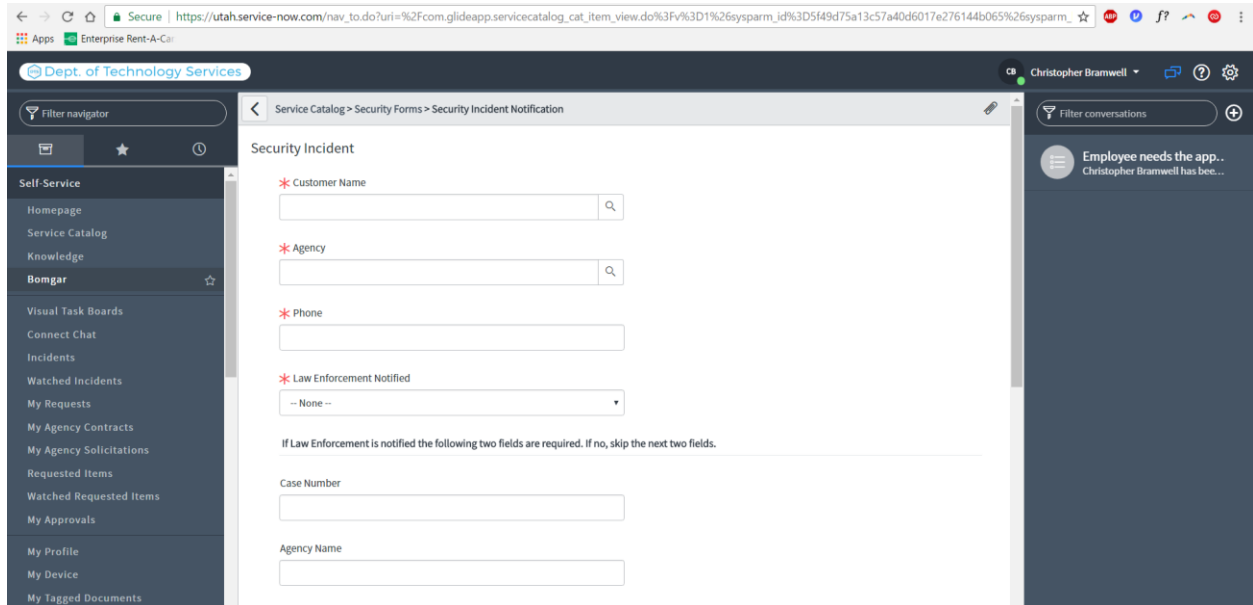 Secure | https://utah.service-now.com/nav_to.do?uri=%2Fcom.glideapp.servicecatalog_cat_item_view.do%3Fv%3D1%26sysparm_id%3D5f49d75a13c57a40d6017e276144b065%26sysparm_
ABP
f?
Apps Enterprise Rent-A-Car
Dept. of Technology Services
CB Christopher Bramwell
Filter navigator
Service Catalog > Security Forms > Security Incident Notification
Filter conversations
Security Incident
Employee needs the app..
Christopher Bramwell has bee...
Self-Service
Homepage
Service Catalog
Knowledge
Bomgar
Visual Task Boards
Connect Chat
Incidents
Watched Incidents
My Requests
My Agency Contracts
My Agency Solicitations
Requested Items
Watched Requested Items
My Approvals
My Profile
My Device
My Tagged Documents
* Customer Name
* Agency
* Phone
* Law Enforcement Notified
-- None --
If Law Enforcement is notified the following two fields are required. If no, skip the next two fields.
Case Number
Agency Name